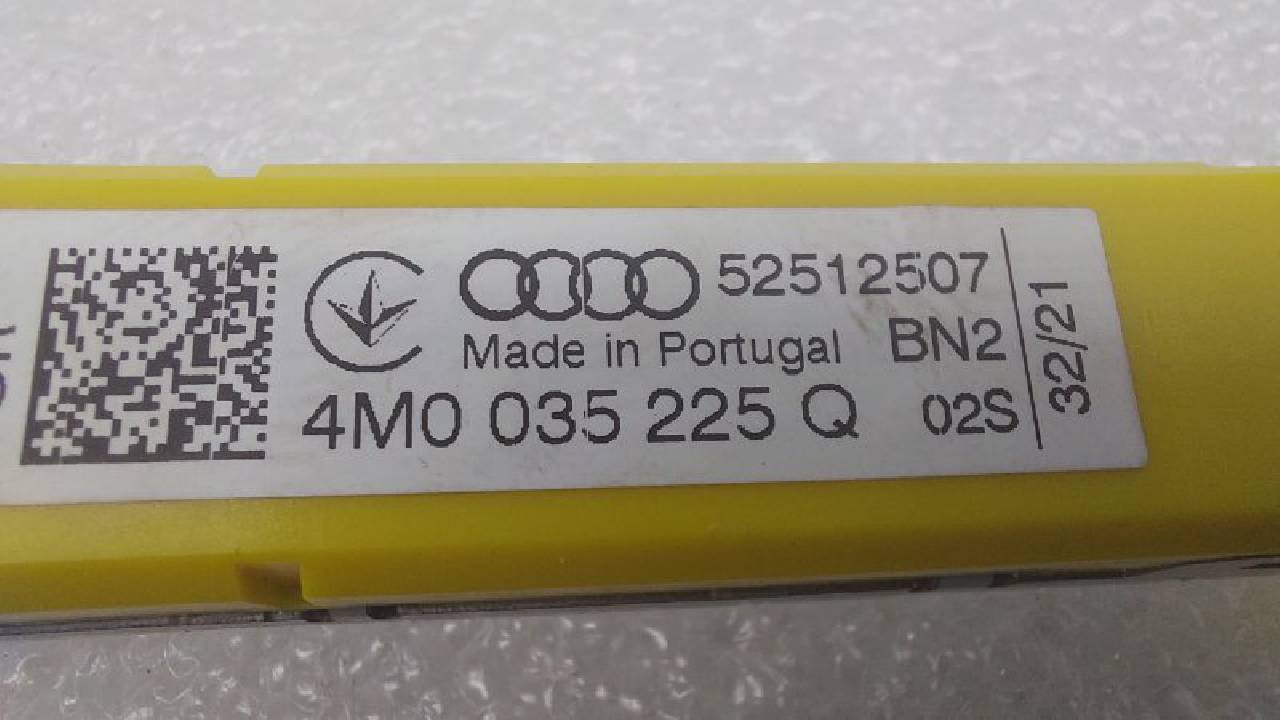 52512507
Made in Portugal BN2
4M0 035 225 Q 02S
32/21